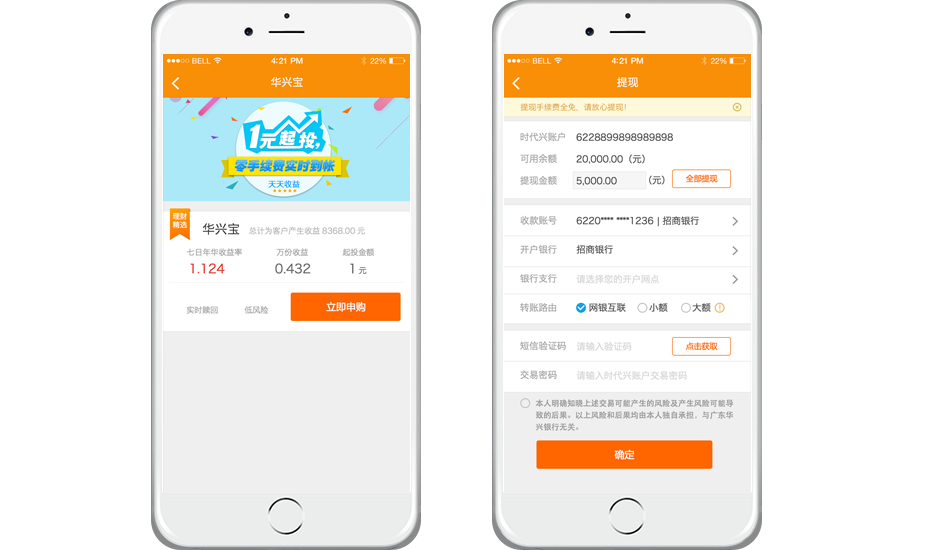 BELL
4:21 PM
22%
华兴宝
1元起投,
零手续费实时到帐
天天收益
理财
精选
华兴宝
总计为客户产生收益 8368.00 元
七日年华收益率
万份收益
起投金额
1.124
0.432
1 元
实时赎回
低风险
立即申购
BELL
4:21 PM
22%
提现
提现手续费全免，请放心提现！
时代兴账户
6228899898989898
可用余额
20,000.00（元）
提现金额
5,000.00
(元)
全部提现
收款账号
6220**** ****1236 | 招商银行
开户银行
招商银行
银行支行
请选择您的开户网点
转账路由
网银互联
小额
大额
短信验证码
请输入验证码
点击获取
交易密码
请输入时代兴账户交易密码
本人明确知晓上述交易可能产生的风险及产生风险可能导
致的后果。以上风险和后果均由本人独自承担，与广东华
兴银行无关。
确定